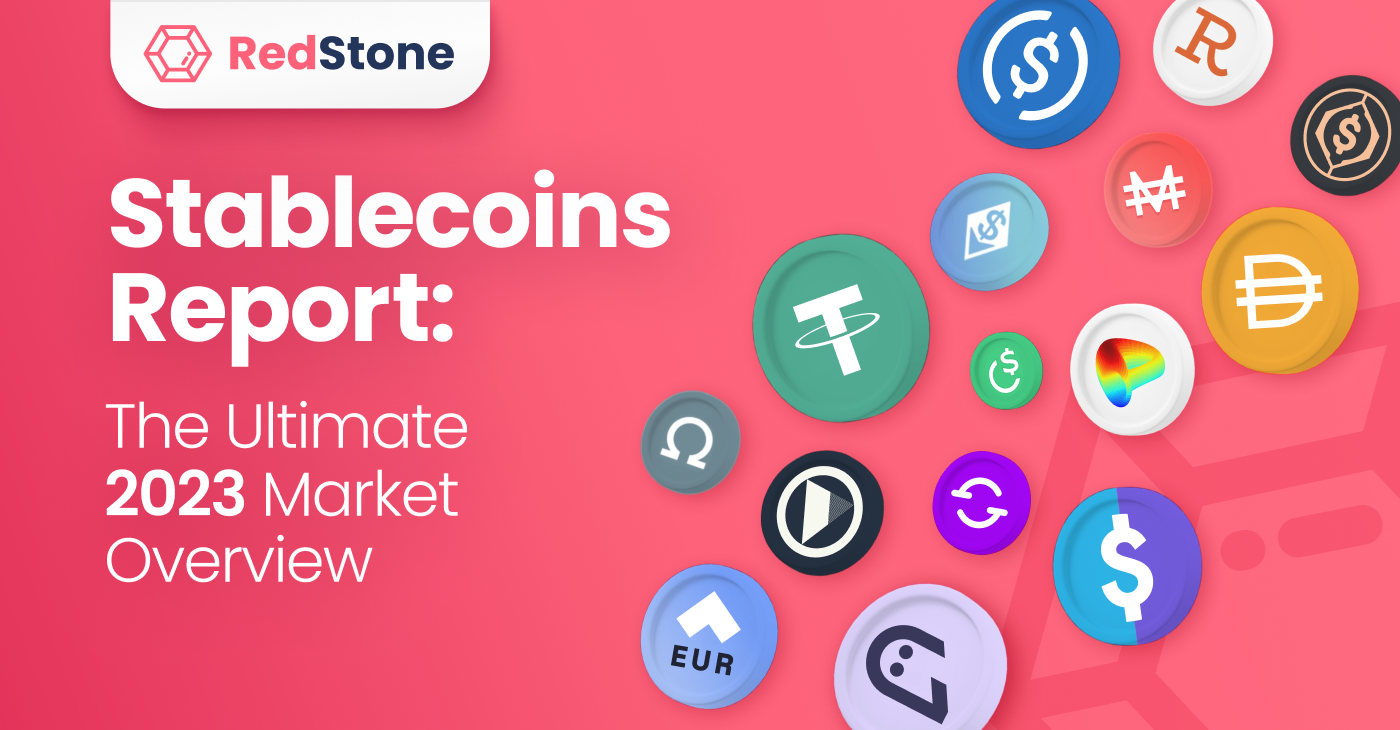 RedStone
Stablecoins
Report:
The Ultimate
2023 Market
Overview
R
EUR